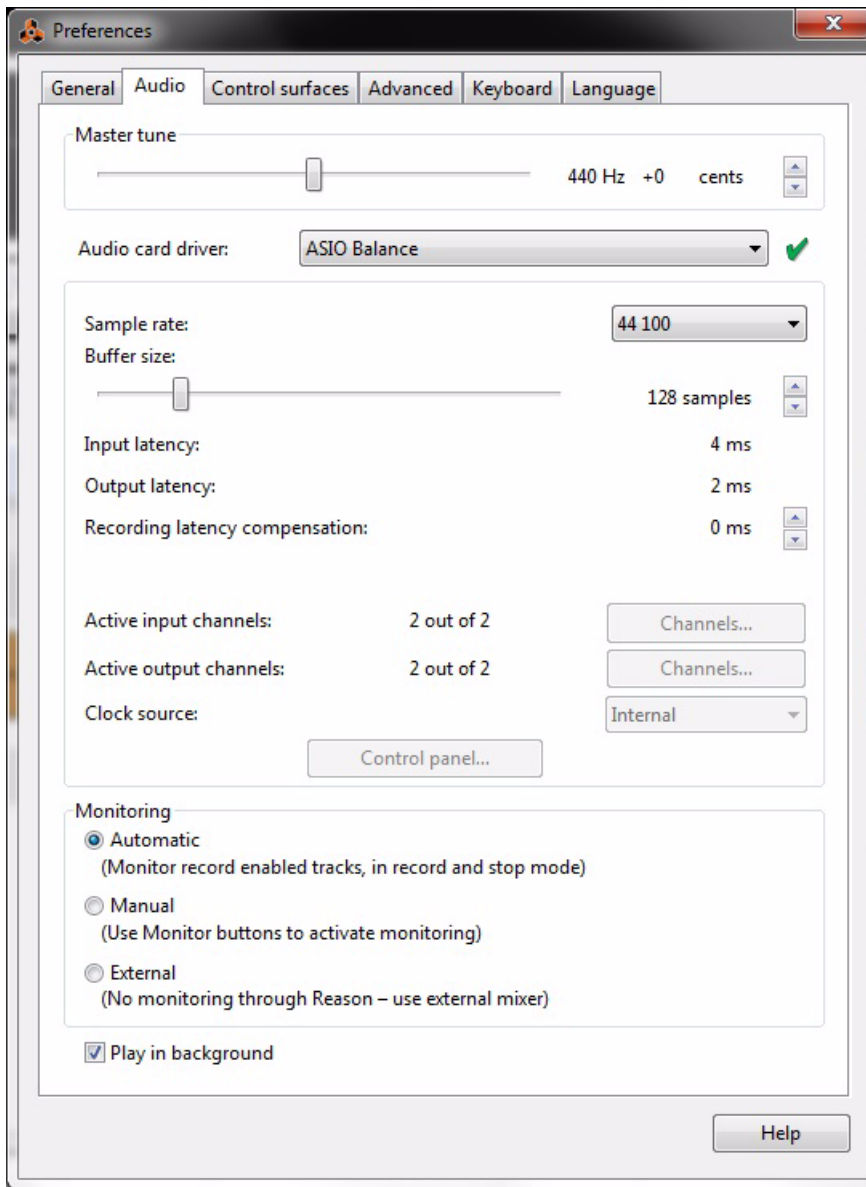 Preferences
General Audio Control surfaces Advanced Keyboard Language
Master tune
440 Hz +0 cents
Audio card driver: ASIO Balance
Sample rate: 44 100
Buffer size:
128 samples
Input latency: 4 ms
Output latency: 2 ms
Recording latency compensation: 0 ms
Active input channels: 2 out of 2 Channels...
Active output channels: 2 out of 2 Channels...
Clock source: Internal
Control panel...
Monitoring
Automatic
(Monitor record enabled tracks, in record and stop mode)
Manual
(Use Monitor buttons to activate monitoring)
External
(No monitoring through Reason – use external mixer)
Play in background
Help